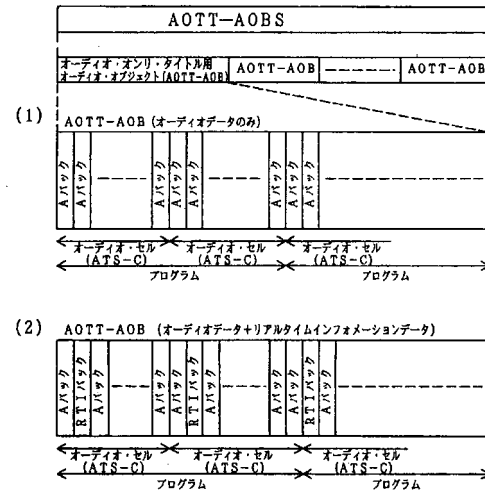 AOTT—AOBS
オーディオ・オンリ・タイトル用
オーディオ・オブジェクト(AOTT-AOB)
AOTT-AOB
AOTT-AOB
(1)
AOTT-AOB (オーディオデータのみ)
Aパック
Aパック
Aパック
Aパック
Aパック
Aパック
Aパック
Aパック
オーディオ・セル
(ATS-C)
オーディオ・セル
(ATS-C)
オーディオ・セル
(ATS-C)
プログラム
プログラム
(2)
AOTT-AOB (オーディオデータ+リアルタイムインフォメーションデータ)
Aパック
RTIパック
Aパック
Aパック
Aパック
RTIパック
Aパック
Aパック
Aパック
RTIパック
オーディオ・セル
(ATS-C)
オーディオ・セル
(ATS-C)
オーディオ・セル
(ATS-C)
プログラム
プログラム